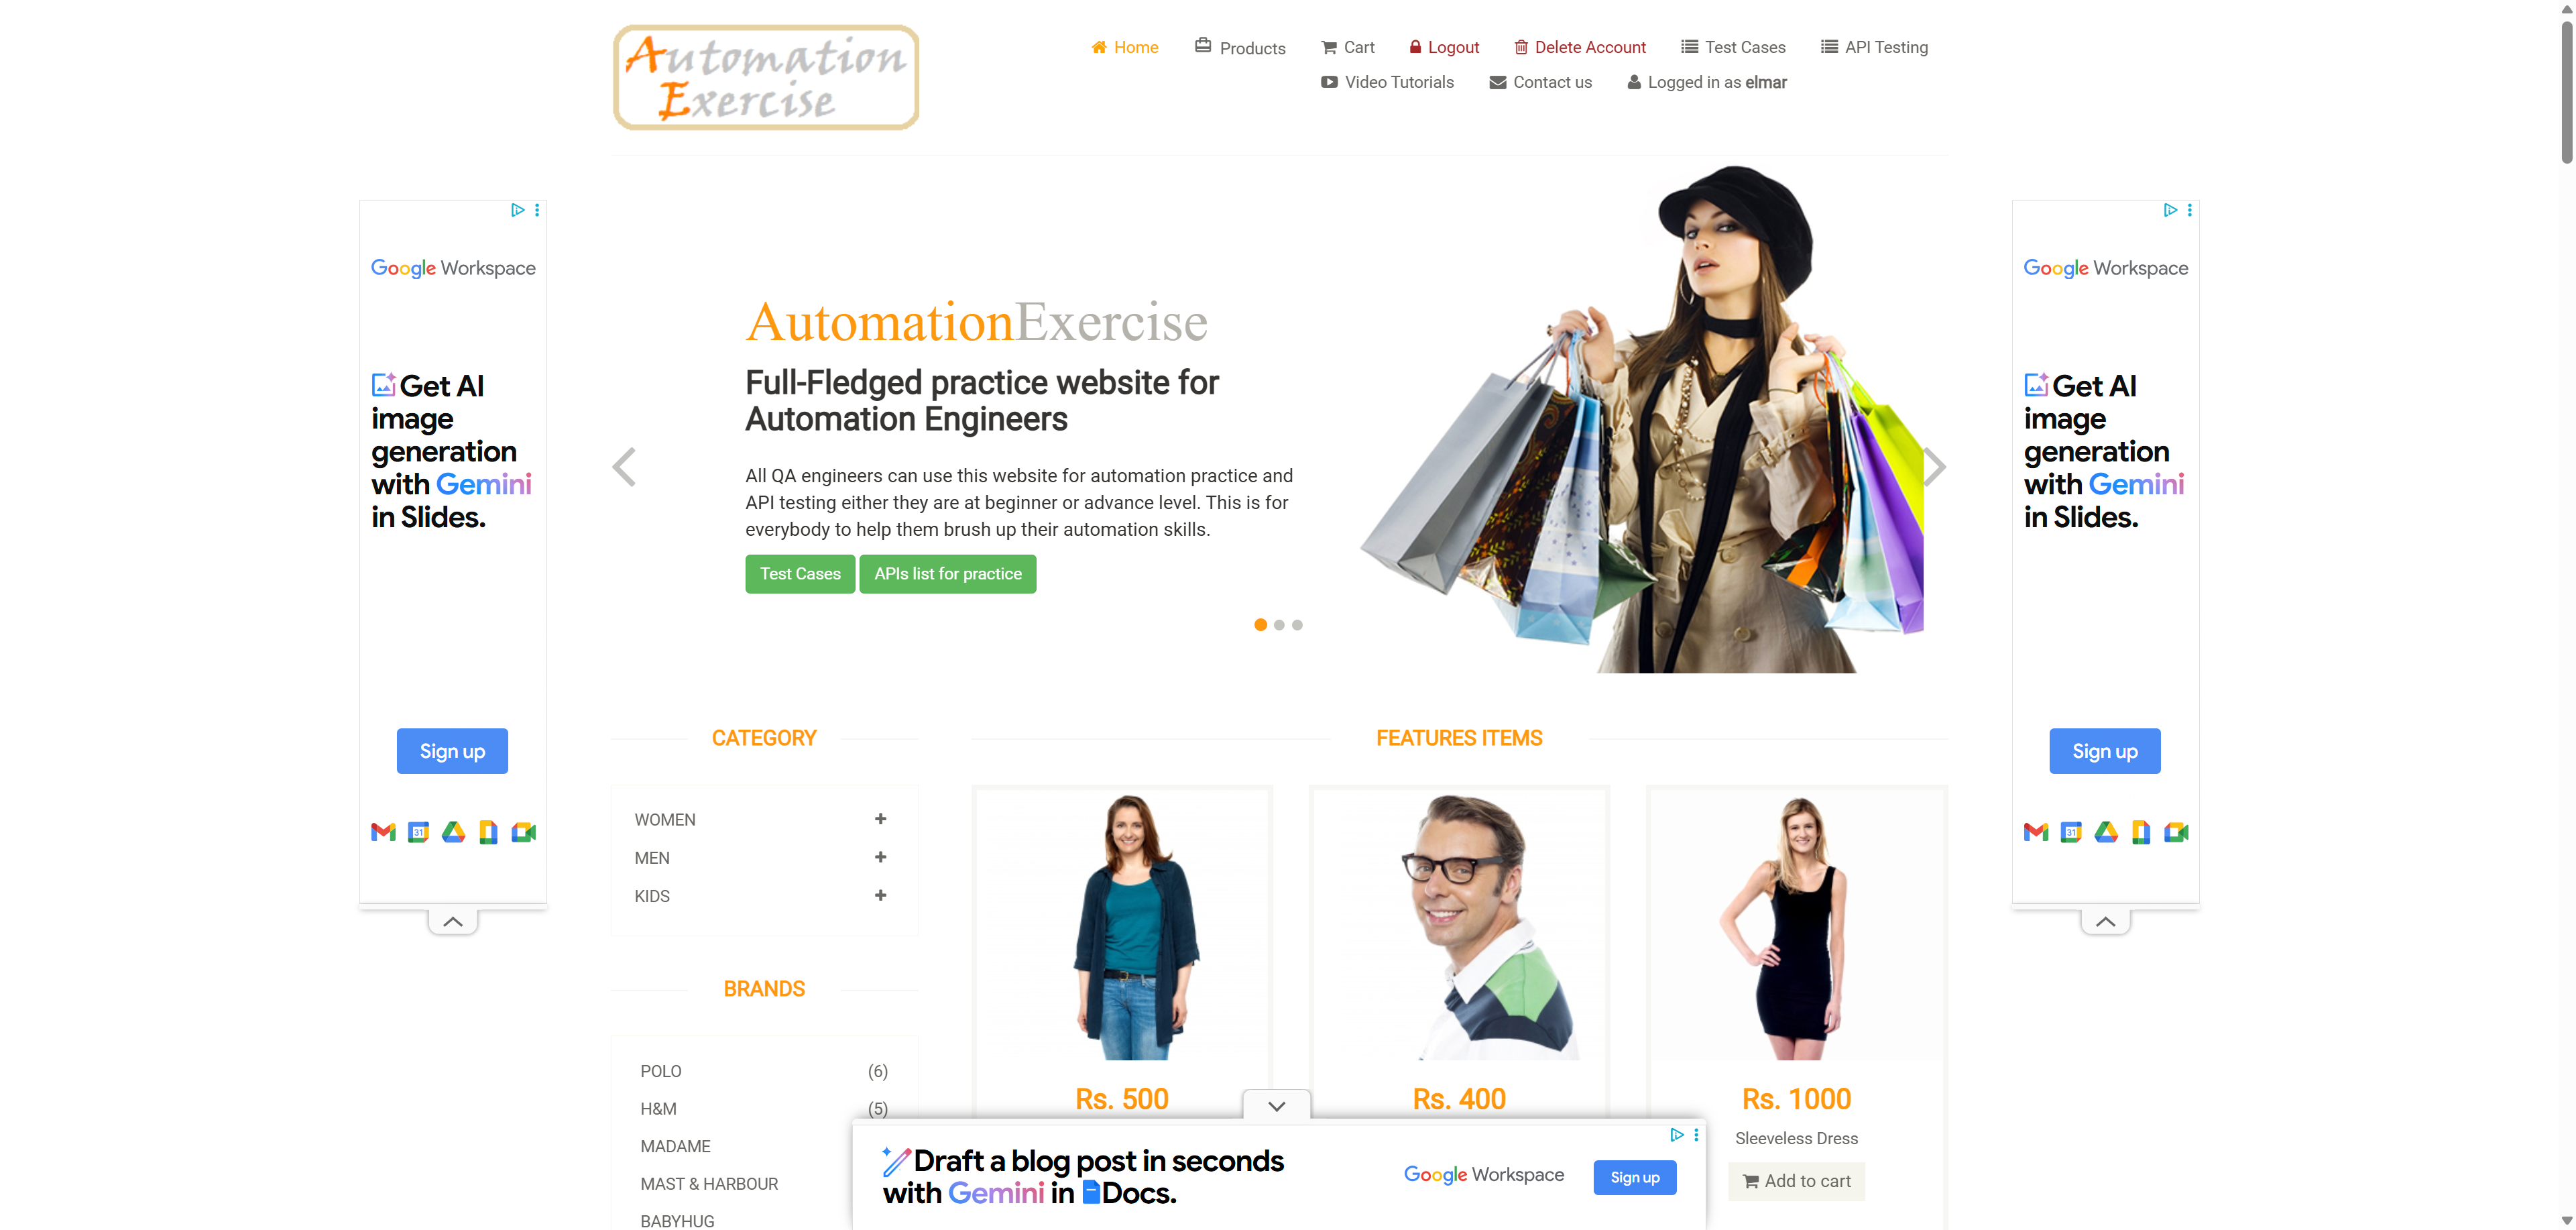 Automation
Exercise
Home
Products
Cart
Logout
Delete Account
Test Cases
API Testing
Video Tutorials
Contact us
Logged in as elmar
Google Workspace
Get AI
image
generation
with Gemini
in Slides.
Sign up
31
AutomationExercise
Full-Fledged practice website for
Automation Engineers
All QA engineers can use this website for automation practice and
API testing either they are at beginner or advance level. This is for
everybody to help them brush up their automation skills.
Test Cases
APIs list for practice
Google Workspace
Get AI
image
generation
with Gemini
in Slides.
Sign up
31
CATEGORY
WOMEN
MEN
KIDS
BRANDS
POLO (6)
H&M (5)
MADAME
MAST & HARBOUR
BABYHUG
FEATURES ITEMS
Rs. 500
Rs. 400
Rs. 1000
Sleeveless Dress
Add to cart
Draft a blog post in seconds
with Gemini in Docs.
Google Workspace
Sign up